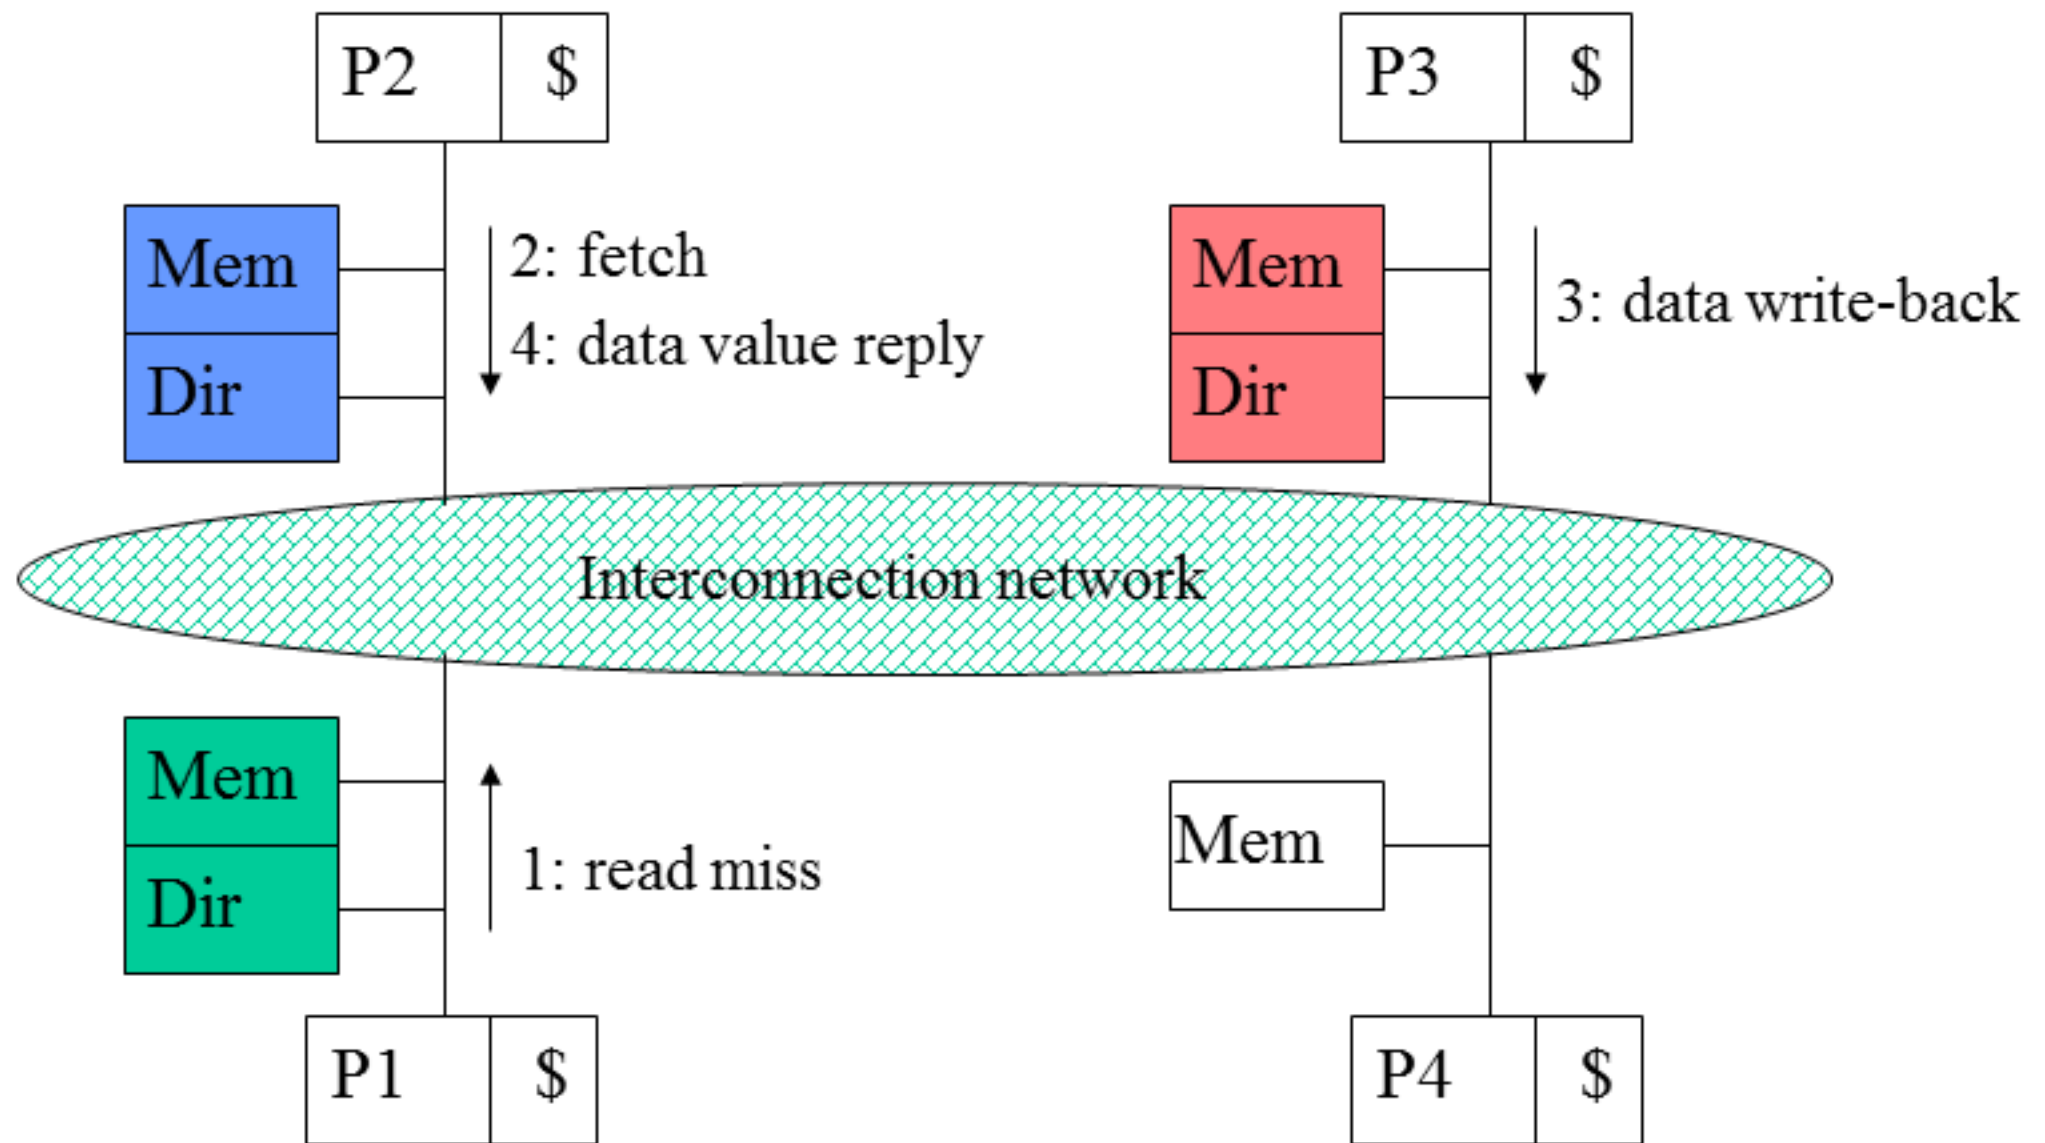 P2 $
P3 $
Mem
Dir
2: fetch
4: data value reply
Mem
Dir
3: data write-back
Interconnection network
Mem
Dir
1: read miss
Mem
P1 $
P4 $